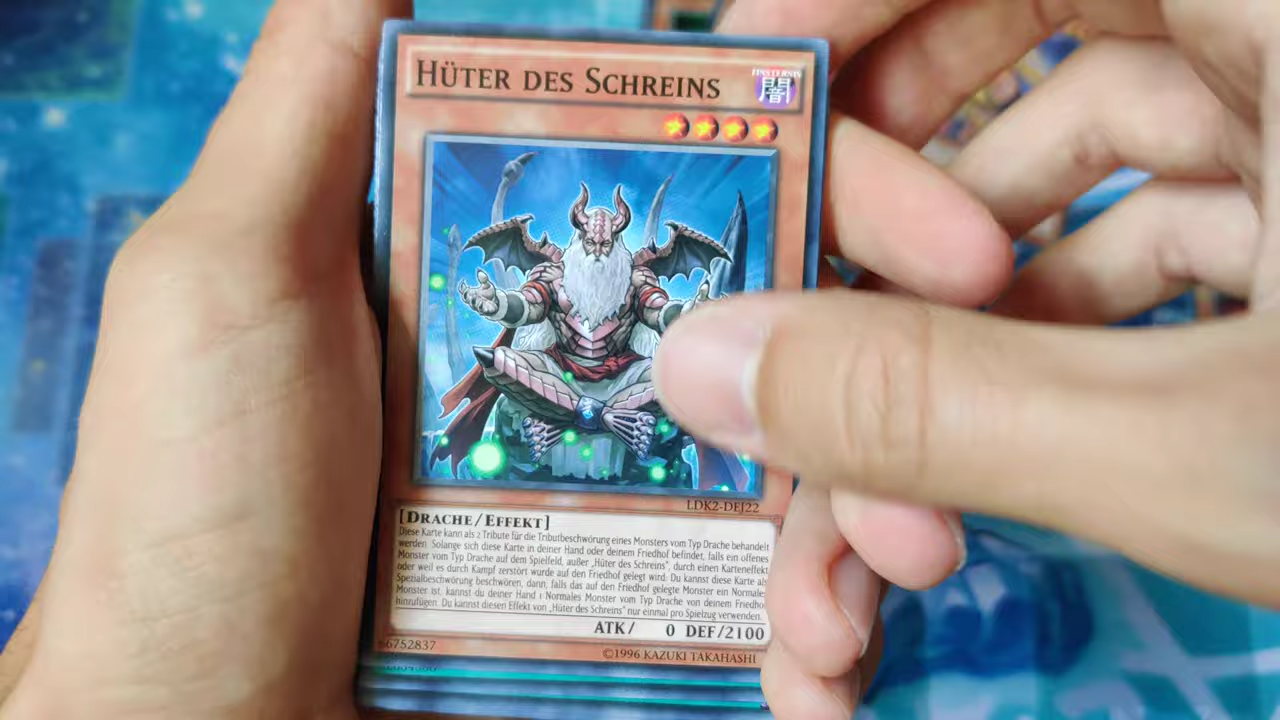 HÜTER DES SCHREINS
FINSTERNIS
闇
LDK2-DEJ22
[DRACHE/EFFEKT]
Diese Karte kann als 2 Tribute für die Tributbeschwörung eines Monsters vom Typ Drache behandelt
werden. Solange sich diese Karte in deiner Hand oder deinem Friedhof befindet, falls ein offenes
Monster vom Typ Drache auf dem Spielfeld, außer „Hüter des Schreins“, durch einen Karteneffekt
oder weil es durch Kampf zerstört wurde auf den Friedhof gelegt wird: Du kannst diese Karte als
Spezialbeschwörung beschwören, dann, falls das auf den Friedhof gelegte Monster ein Normales
Monster ist, kannst du deiner Hand 1 Normales Monster vom Typ Drache von deinem Friedhof
hinzufügen. Du kannst diesen Effekt von „Hüter des Schreins“ nur einmal pro Spielzug verwenden.
ATK/ 0 DEF/2100
6752837
©1996 KAZUKI TAKAHASHI